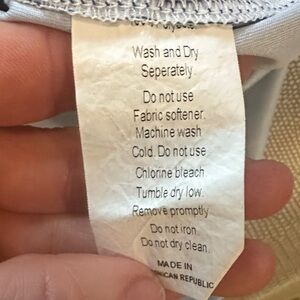 Wash and Dry
Seperately.
Do not use
Fabric softener.
Machine wash
Cold. Do not use
Chlorine bleach.
Tumble dry low.
Remove promptly
Do not iron.
Do not dry clean.
MADE IN
REPUBLIC